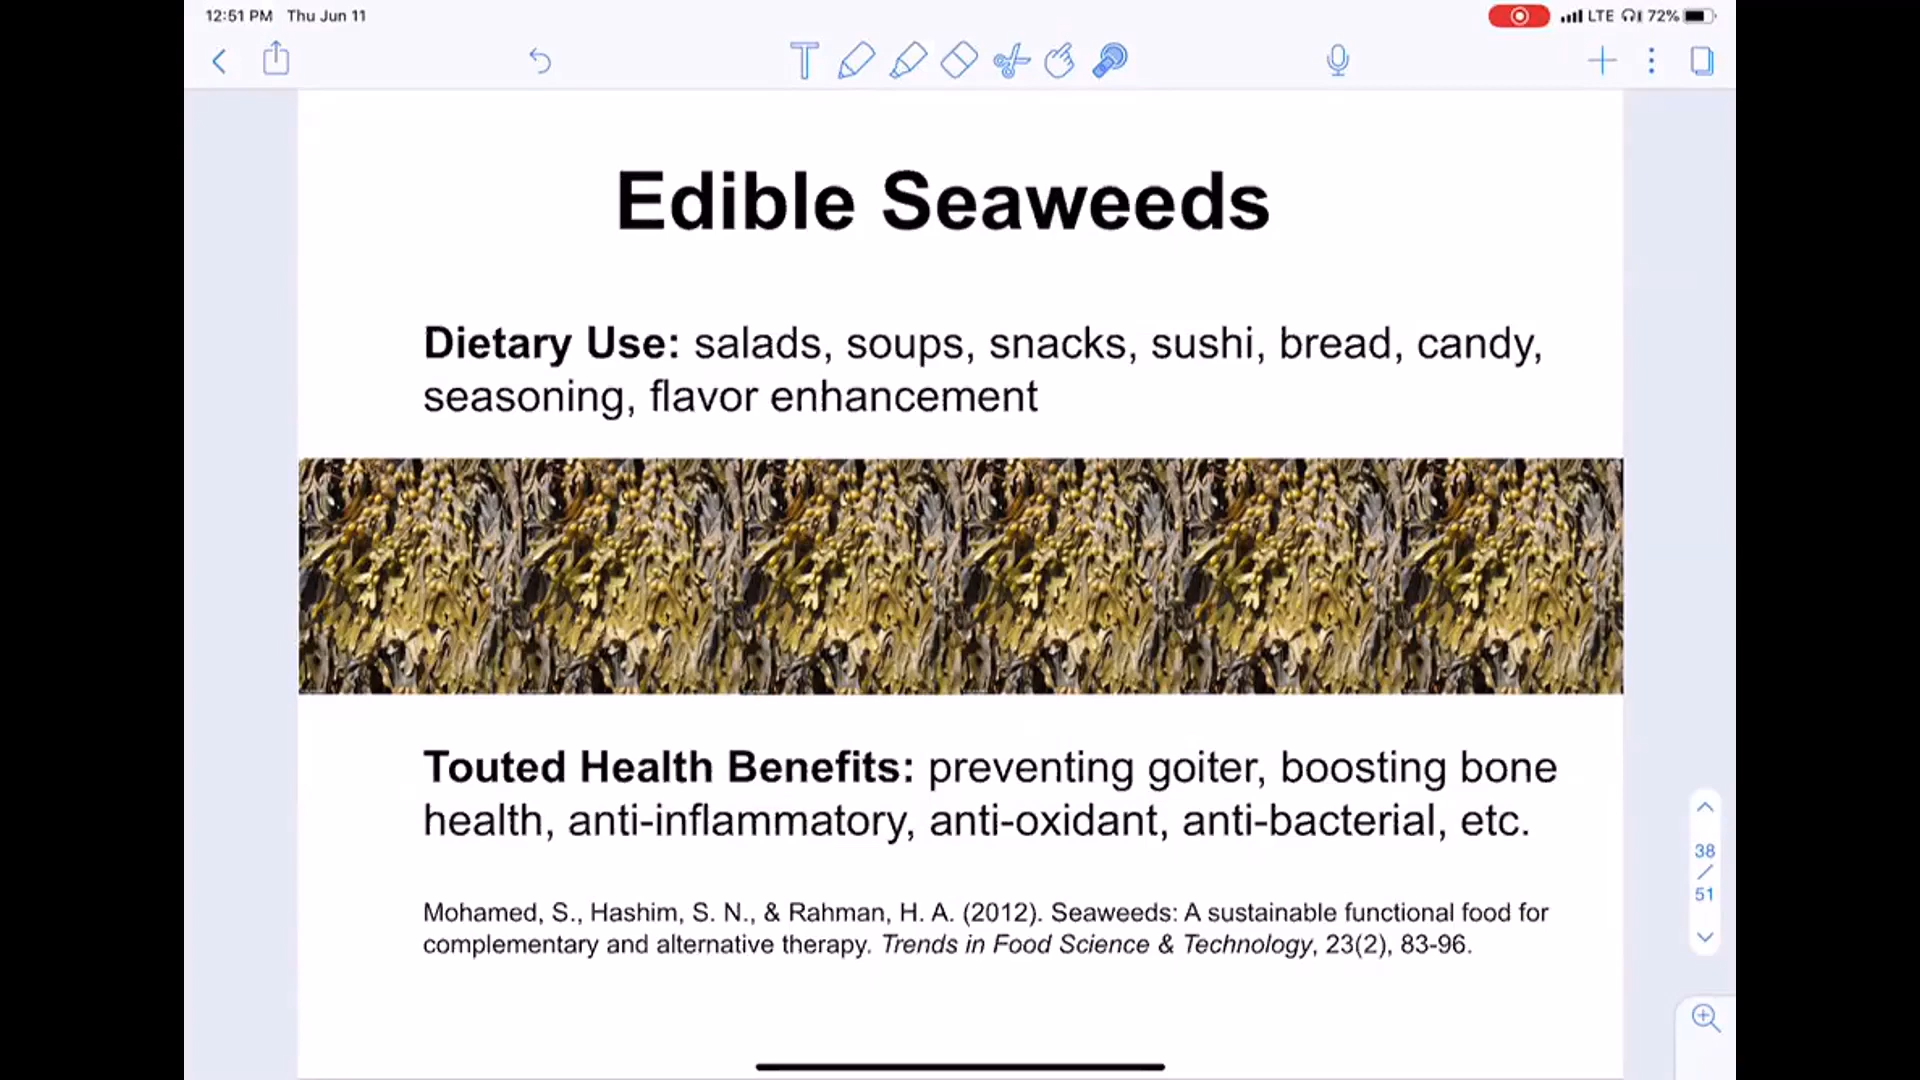 12:51 PM Thu Jun 11
LTE 72%
T
Edible Seaweeds
Dietary Use: salads, soups, snacks, sushi, bread, candy,
seasoning, flavor enhancement
Touted Health Benefits: preventing goiter, boosting bone
health, anti-inflammatory, anti-oxidant, anti-bacterial, etc.
38
/
51
Mohamed, S., Hashim, S. N., & Rahman, H. A. (2012). Seaweeds: A sustainable functional food for
complementary and alternative therapy. Trends in Food Science & Technology, 23(2), 83-96.